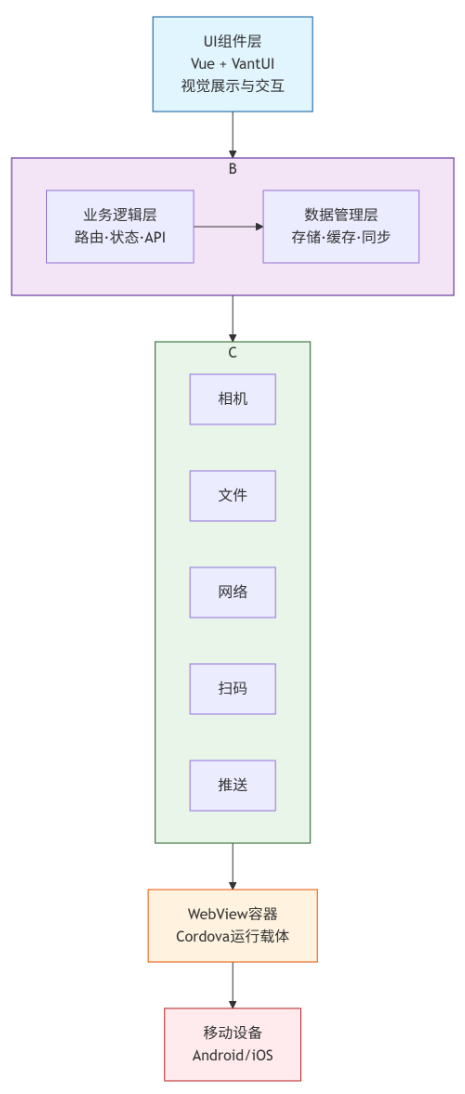 UI组件层
Vue + VantUI
视觉展示与交互
B
业务逻辑层
路由·状态·API
数据管理层
存储·缓存·同步
C
相机
文件
网络
扫码
推送
WebView容器
Cordova运行载体
移动设备
Android/iOS